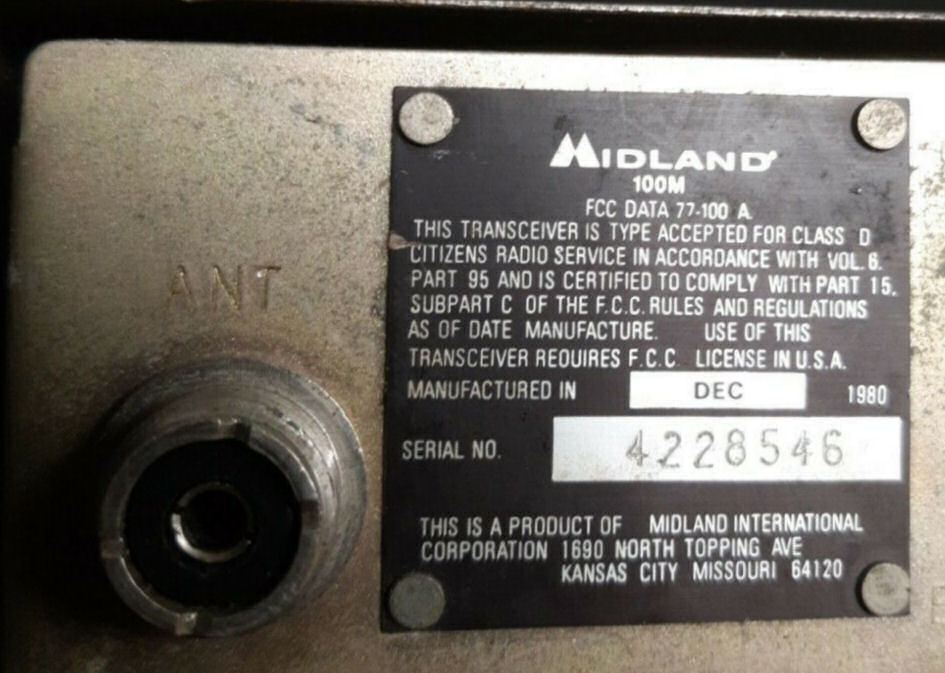 ANT
MIDLAND
100M
FCC DATA 77-100 A.
THIS TRANSCEIVER IS TYPE ACCEPTED FOR CLASS D
CITIZENS RADIO SERVICE IN ACCORDANCE WITH VOL. 6.
PART 95 AND IS CERTIFIED TO COMPLY WITH PART 15.
SUBPART C OF THE F.C.C. RULES AND REGULATIONS
AS OF DATE MANUFACTURE. USE OF THIS
TRANSCEIVER REQUIRES F.C.C. LICENSE IN U.S.A.
MANUFACTURED IN DEC 1980
SERIAL NO. 4228546
THIS IS A PRODUCT OF MIDLAND INTERNATIONAL
CORPORATION 1690 NORTH TOPPING AVE
KANSAS CITY MISSOURI 64120